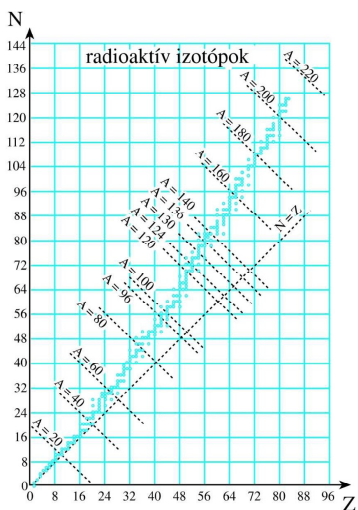 N
144
radioaktív izotópok
136
128
120
112
104
96
88
80
72
64
56
48
40
32
24
16
8
0
A = 220
A = 200
A = 180
A = 160
A = 140
A = 136
A = 130
A = 124
A = 120
A = 100
A = 96
A = 80
A = 60
A = 40
A = 20
N = Z
0 8 16 24 32 40 48 56 64 72 80 88 96
Z